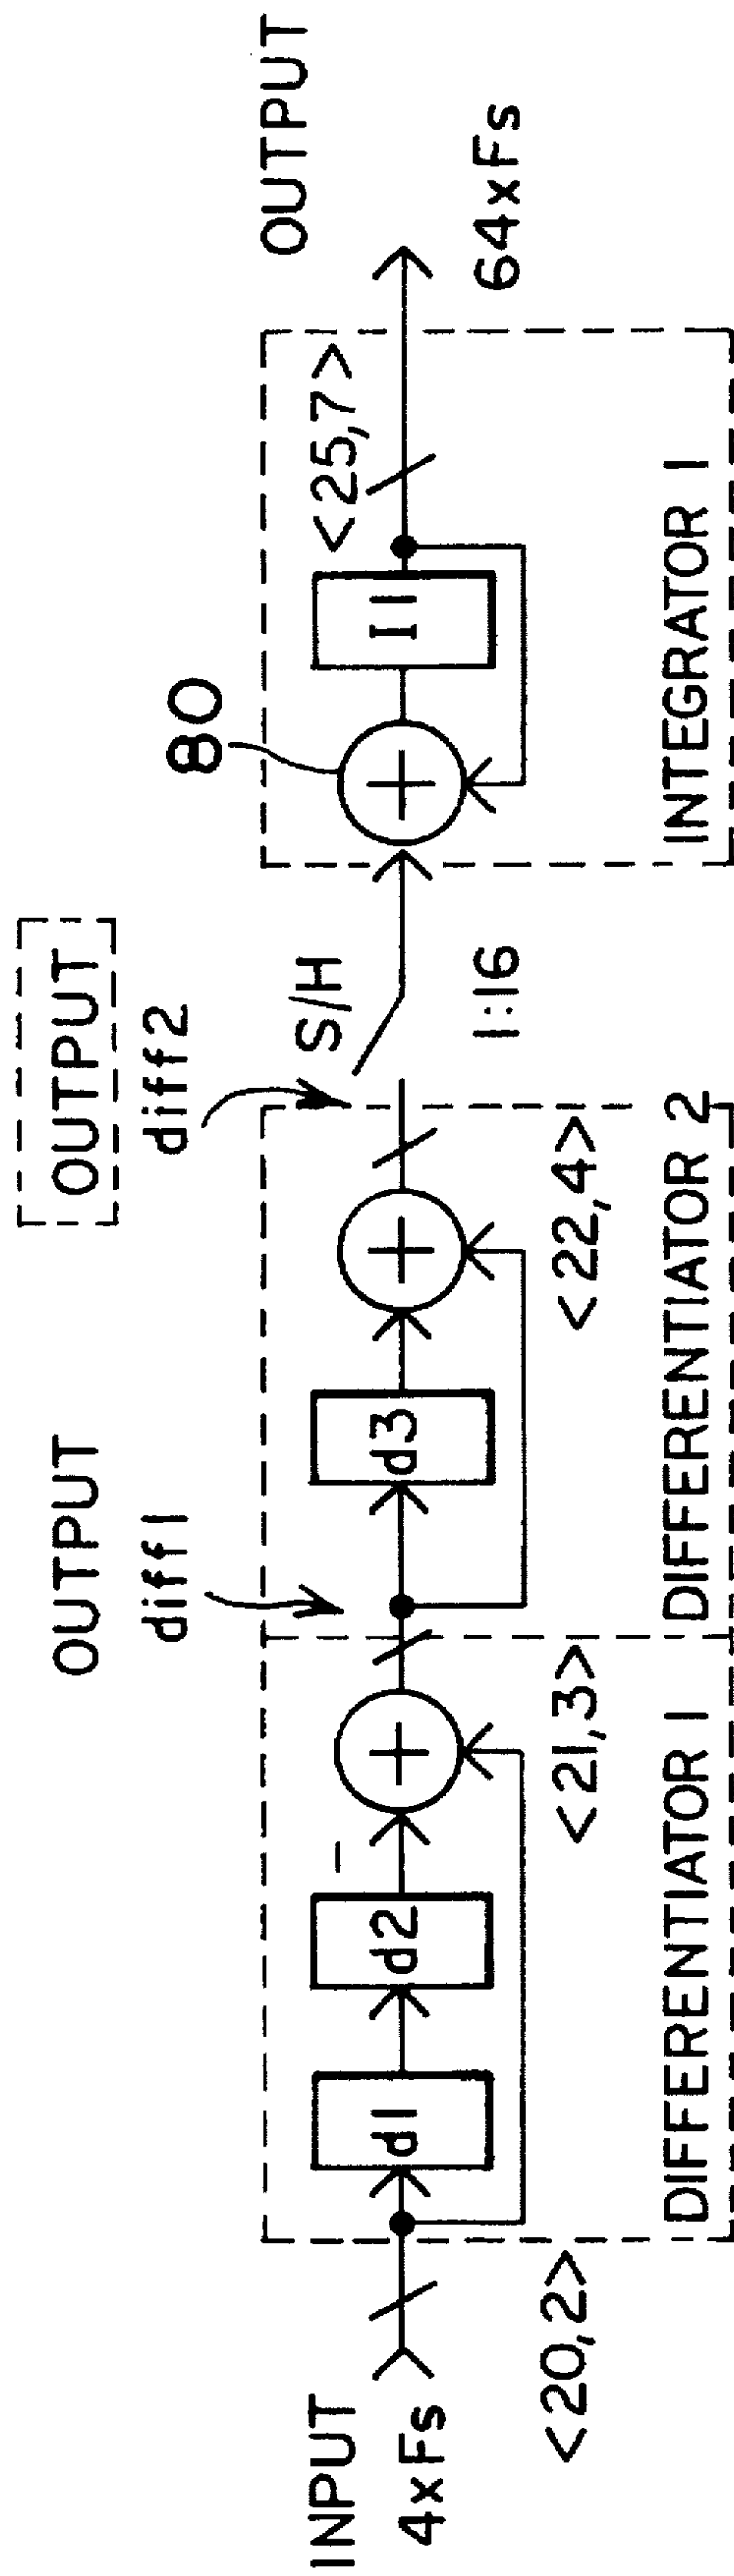 INPUT
4xFs
<20,2>
d1
d2
–
+
<21,3>
DIFFERENTIATOR 1
OUTPUT
diff1
d3
+
<22,4>
DIFFERENTIATOR 2
OUTPUT
diff2
S/H
1:16
80
+
I1
<25,7>
INTEGRATOR 1
OUTPUT
64xFs